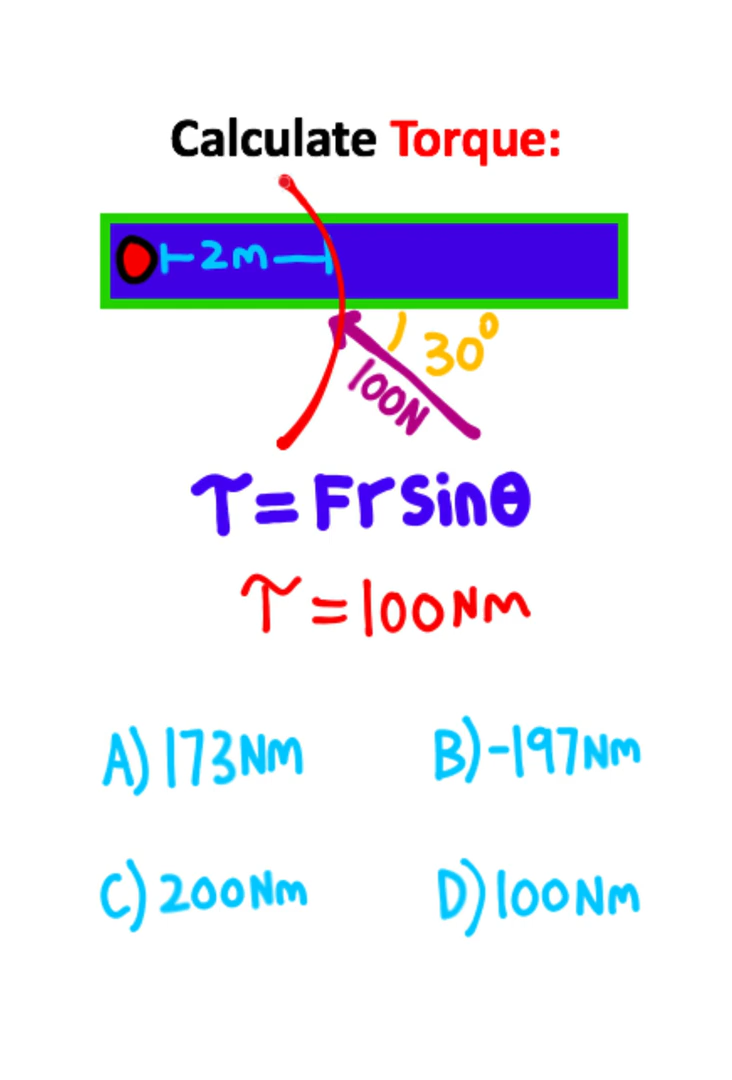 Calculate Torque:
2m
30°
100N
τ=Frsinθ
τ=100Nm
A) 173Nm
B) -197Nm
C) 200Nm
D) 100Nm